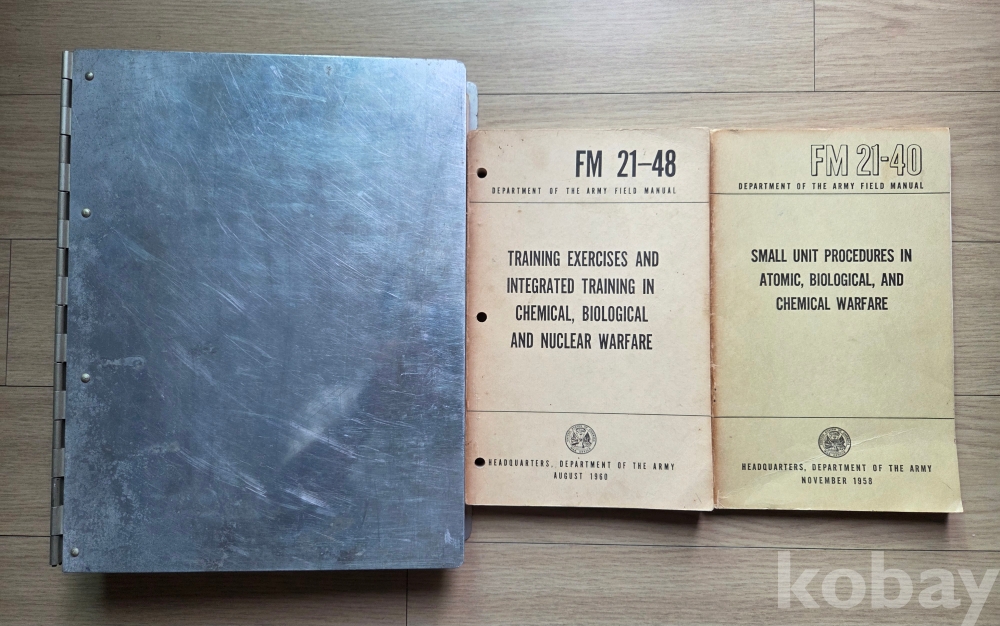 FM 21-48
DEPARTMENT OF THE ARMY FIELD MANUAL
TRAINING EXERCISES AND
INTEGRATED TRAINING IN
CHEMICAL, BIOLOGICAL
AND NUCLEAR WARFARE
HEADQUARTERS, DEPARTMENT OF THE ARMY
AUGUST 1960
FM 21-40
DEPARTMENT OF THE ARMY FIELD MANUAL
SMALL UNIT PROCEDURES IN
ATOMIC, BIOLOGICAL, AND
CHEMICAL WARFARE
HEADQUARTERS, DEPARTMENT OF THE ARMY
NOVEMBER 1958
kobay